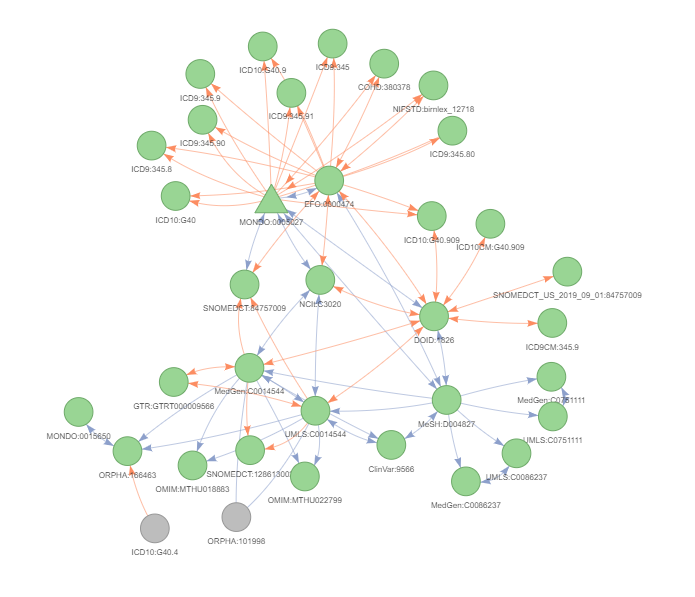 ICD9:345
ICD10:G40.9
ICD9:345.9
COHD:380378
NIFSTD:birnlex_12718
ICD9:345.91
ICD9:345.90
ICD9:345.80
ICD9:345.8
EFO:0000474
ICD10:G40
MONDO:0005027
ICD10:G40.909
ICD10CM:G40.909
SNOMEDCT_US_2019_09_01:84757009
SNOMEDCT:84757009
NCIt:C3020
DOID:1826
ICD9CM:345.9
MedGen:C0014544
GTR:GTRT000009566
MedGen:C0751111
MeSH:D004827
MONDO:0015650
UMLS:C0014544
UMLS:C0751111
ClinVar:9566
ORPHA:166463
UMLS:C0086237
OMIM:MTHU018883
OMIM:MTHU022799
MedGen:C0086237
ORPHA:101998
ICD10:G40.4